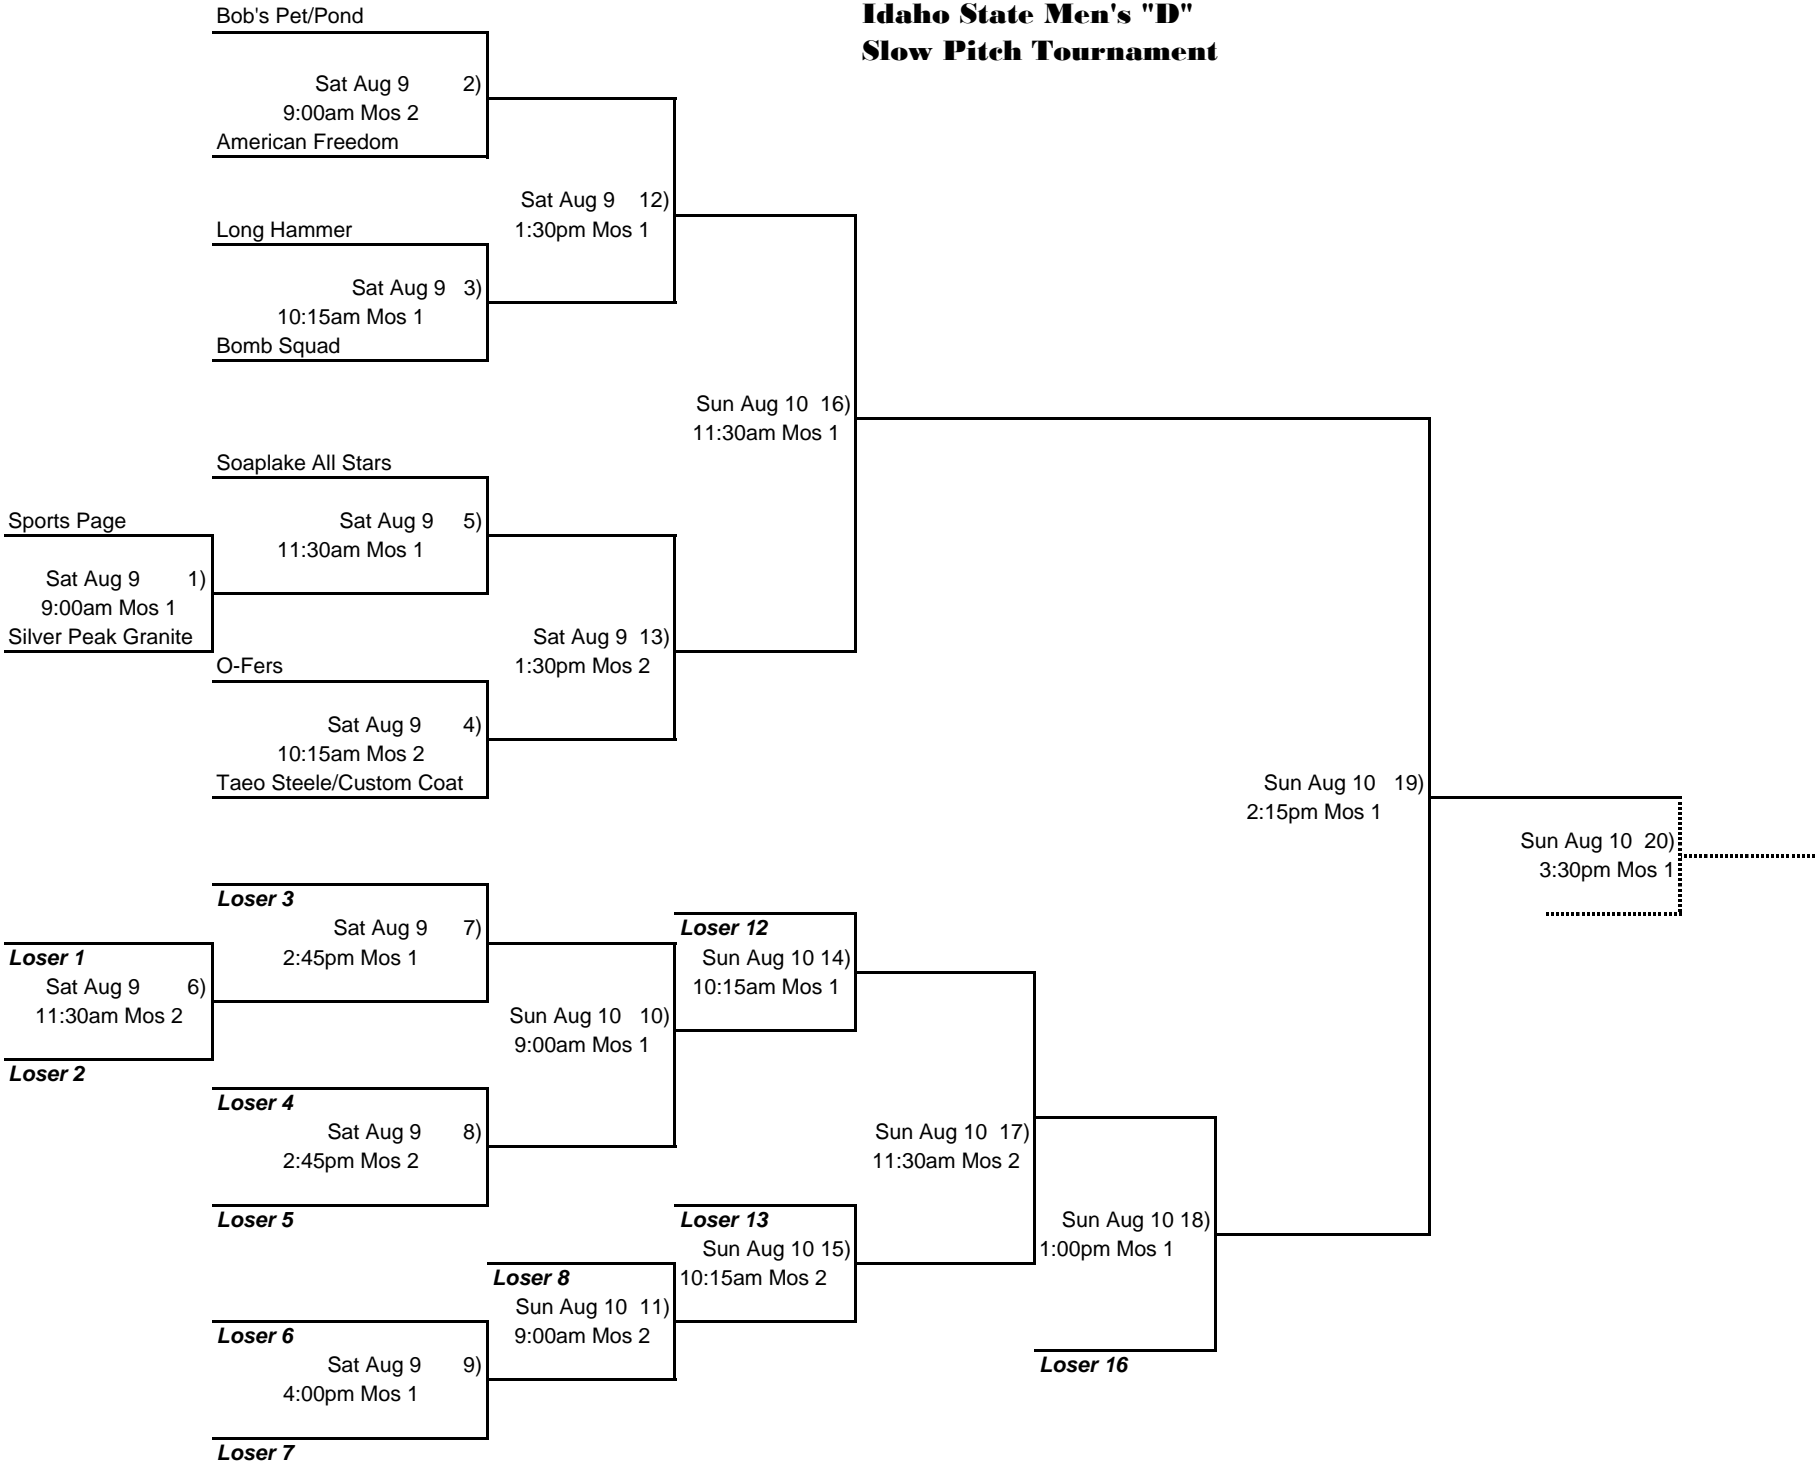 Idaho State Men's "D"
Slow Pitch Tournament
Bob's Pet/Pond
Sat Aug 9 2)
9:00am Mos 2
American Freedom
Sat Aug 9 12)
1:30pm Mos 1
Long Hammer
Sat Aug 9 3)
10:15am Mos 1
Bomb Squad
Sun Aug 10 16)
11:30am Mos 1
Soaplake All Stars
Sat Aug 9 5)
11:30am Mos 1
Sports Page
Sat Aug 9 1)
9:00am Mos 1
Silver Peak Granite
Sat Aug 9 13)
1:30pm Mos 2
O-Fers
Sat Aug 9 4)
10:15am Mos 2
Taeo Steele/Custom Coat
Sun Aug 10 19)
2:15pm Mos 1
Sun Aug 10 20)
3:30pm Mos 1
Loser 3
Sat Aug 9 7)
2:45pm Mos 1
Loser 1
Sat Aug 9 6)
11:30am Mos 2
Loser 2
Loser 12
Sun Aug 10 14)
10:15am Mos 1
Sun Aug 10 10)
9:00am Mos 1
Loser 4
Sat Aug 9 8)
2:45pm Mos 2
Loser 5
Sun Aug 10 17)
11:30am Mos 2
Loser 13
Sun Aug 10 15)
10:15am Mos 2
Sun Aug 10 18)
1:00pm Mos 1
Loser 8
Sun Aug 10 11)
9:00am Mos 2
Loser 6
Sat Aug 9 9)
4:00pm Mos 1
Loser 7
Loser 16